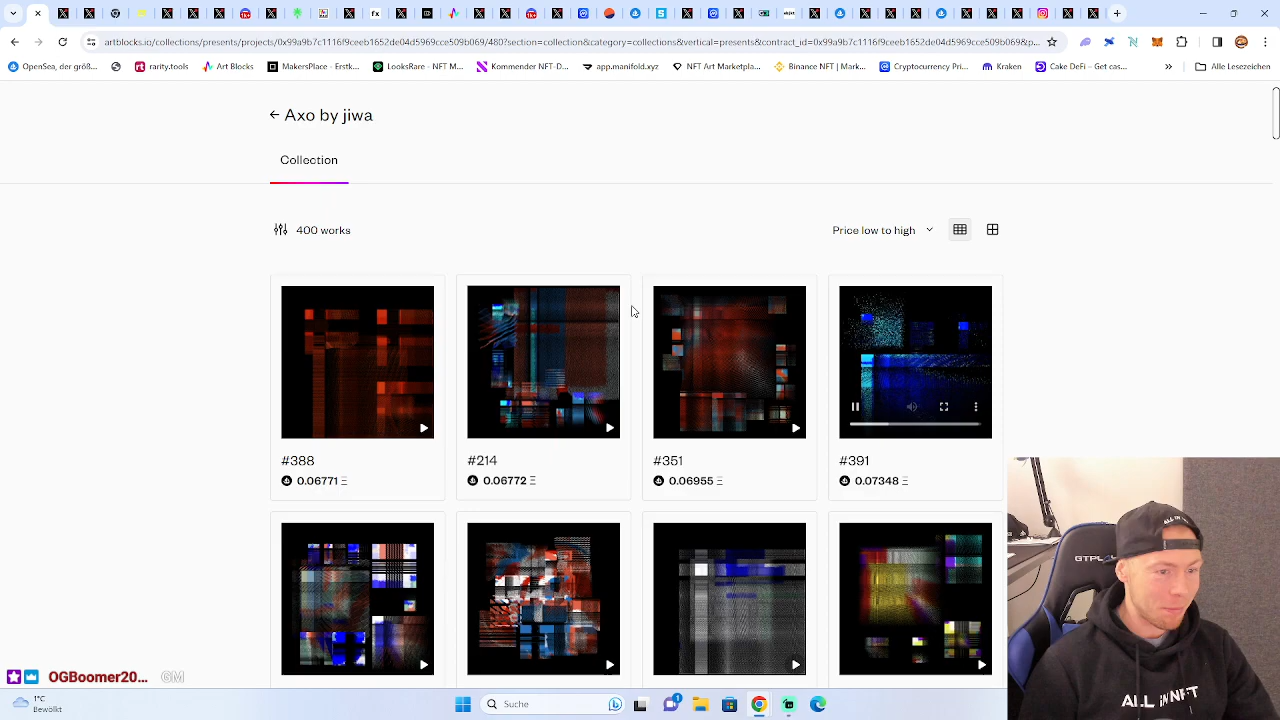 artblocks.io/collections/presents/projects/0x99a9b7c1116f9ceeb1652de04d5969cce509b069/480?section=collection&category=collections&vertical=presents&contract_id=0x99a9b7c1116f9ceeb1652de04d5969cce509b069&p...
OpenSea, der größ...
rarity.tools
Art Blocks
MakersPlace - Erstk...
LooksRare - NFT M...
Kommender NFT-D...
app.manifold.xyz
NFT Art Marketpla...
Binance NFT | Mark...
Cryptocurrency Pri...
Kraken
Cake DeFi – Get cas...
»
Alle Lesezeichen
← Axo by jiwa
Collection
400 works
Price low to high
#388
0.06771 Ξ
#214
0.06772 Ξ
#351
0.06955 Ξ
#391
0.07348 Ξ
GTPL
ALL IN NFT
OGBoomer20... GM
1°C
Bewölkt
Suche
1